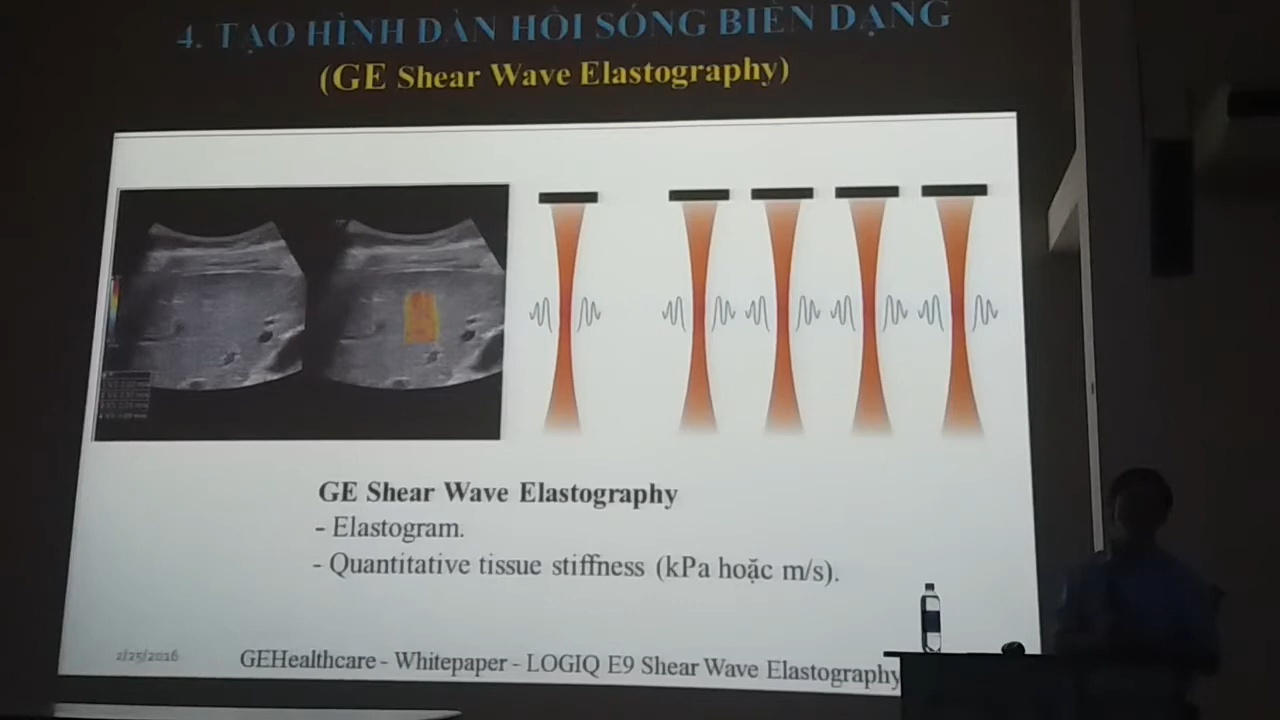 4. TẠO HÌNH ĐÀN HỒI SÓNG BIẾN DẠNG
(GE Shear Wave Elastography)
GE Shear Wave Elastography
- Elastogram.
- Quantitative tissue stiffness (kPa hoặc m/s).
2/25/2016
GEHealthcare - Whitepaper - LOGIQ E9 Shear Wave Elastography